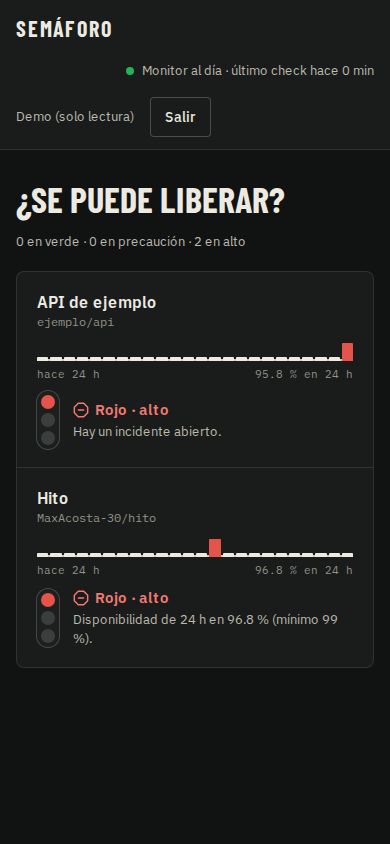 SEMÁFORO
Monitor al día · último check hace 0 min
Demo (solo lectura)
Salir
¿SE PUEDE LIBERAR?
0 en verde · 0 en precaución · 2 en alto
API de ejemplo
ejemplo/api
hace 24 h
95.8 % en 24 h
Rojo · alto
Hay un incidente abierto.
Hito
MaxAcosta-30/hito
hace 24 h
96.8 % en 24 h
Rojo · alto
Disponibilidad de 24 h en 96.8 % (mínimo 99
%).